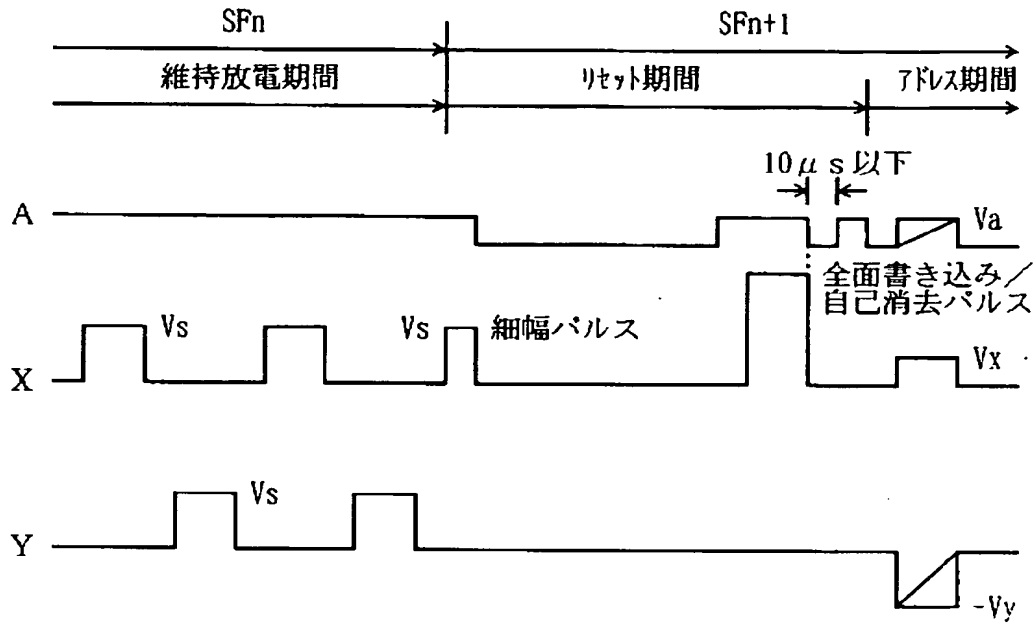 SFn
SFn+1
維持放電期間
リセット期間
アドレス期間
10μs以下
A
Va
全面書き込み/
自己消去パルス
Vs
Vs
細幅パルス
X
Vx
Vs
Y
-Vy